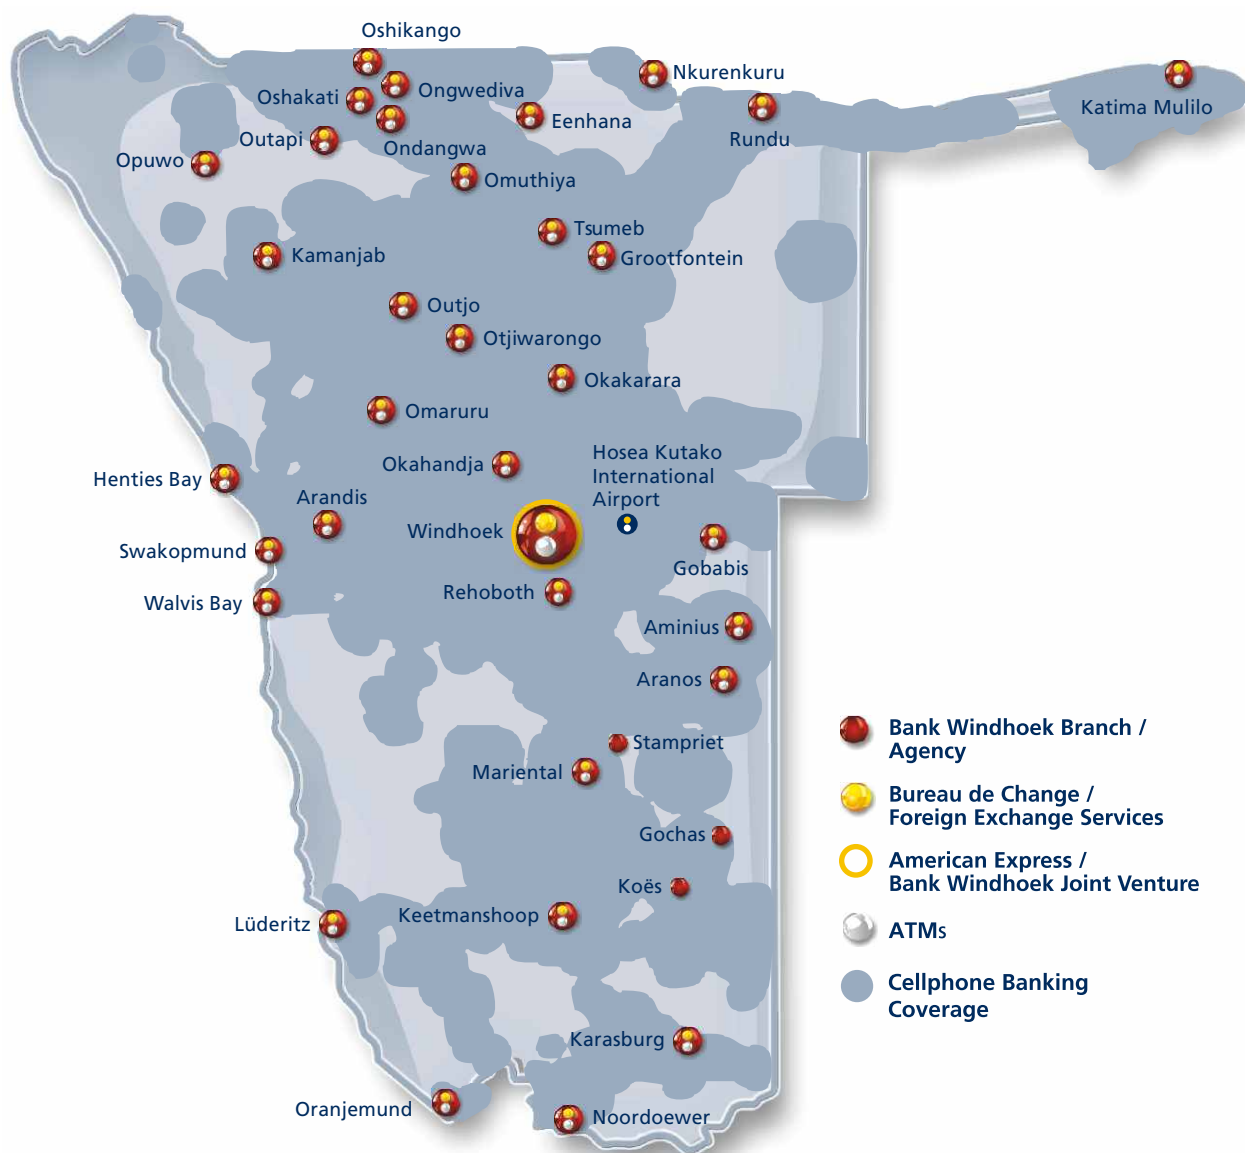 Oshikango
Nkurenkuru
Ongwediva
Oshakati
Katima Mulilo
Eenhana
Outapi
Rundu
Ondangwa
Opuwo
Omuthiya
Tsumeb
Kamanjab
Grootfontein
Outjo
Otjiwarongo
Okakarara
Omaruru
Hosea Kutako
International
Airport
Okahandja
Henties Bay
Arandis
Windhoek
Swakopmund
Gobabis
Rehoboth
Walvis Bay
Aminius
Aranos
Stampriet
Mariental
Gochas
Koës
Keetmanshoop
Lüderitz
Karasburg
Oranjemund
Noordoewer
Bank Windhoek Branch /
Agency
Bureau de Change /
Foreign Exchange Services
American Express /
Bank Windhoek Joint Venture
ATMs
Cellphone Banking
Coverage